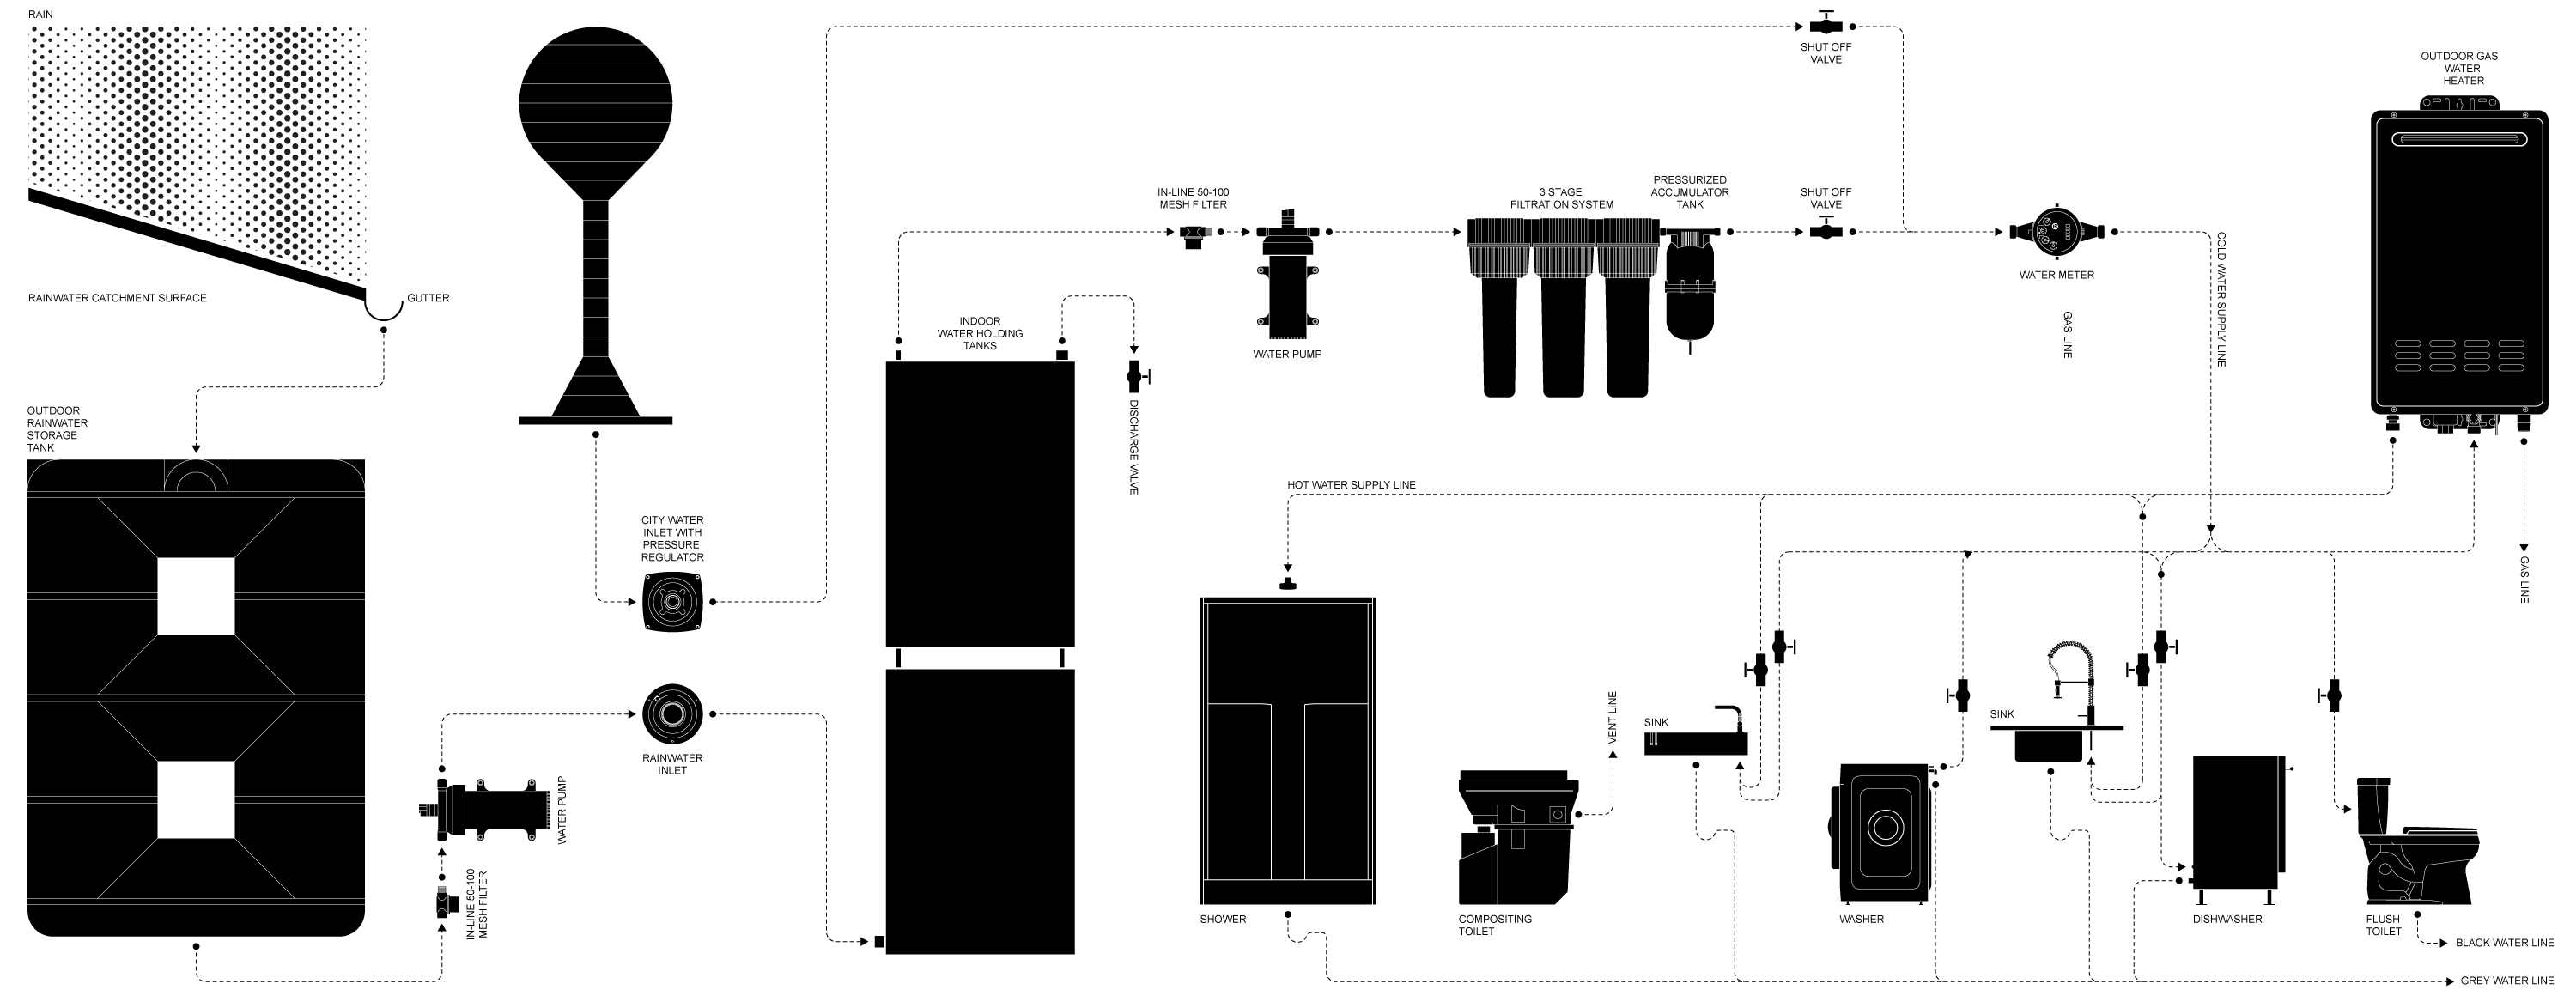 RAIN
RAINWATER CATCHMENT SURFACE
GUTTER
OUTDOOR
RAINWATER
STORAGE
TANK
IN-LINE 50-100
MESH FILTER
WATER PUMP
CITY WATER
INLET WITH
PRESSURE
REGULATOR
RAINWATER
INLET
INDOOR
WATER HOLDING
TANKS
DISCHARGE VALVE
IN-LINE 50-100
MESH FILTER
WATER PUMP
3 STAGE
FILTRATION SYSTEM
PRESSURIZED
ACCUMULATOR
TANK
SHUT OFF
VALVE
SHUT OFF
VALVE
WATER METER
GAS LINE
COLD WATER SUPPLY LINE
OUTDOOR GAS
WATER
HEATER
GAS LINE
HOT WATER SUPPLY LINE
SHOWER
COMPOSITING
TOILET
VENT LINE
SINK
WASHER
SINK
DISHWASHER
FLUSH
TOILET
BLACK WATER LINE
GREY WATER LINE